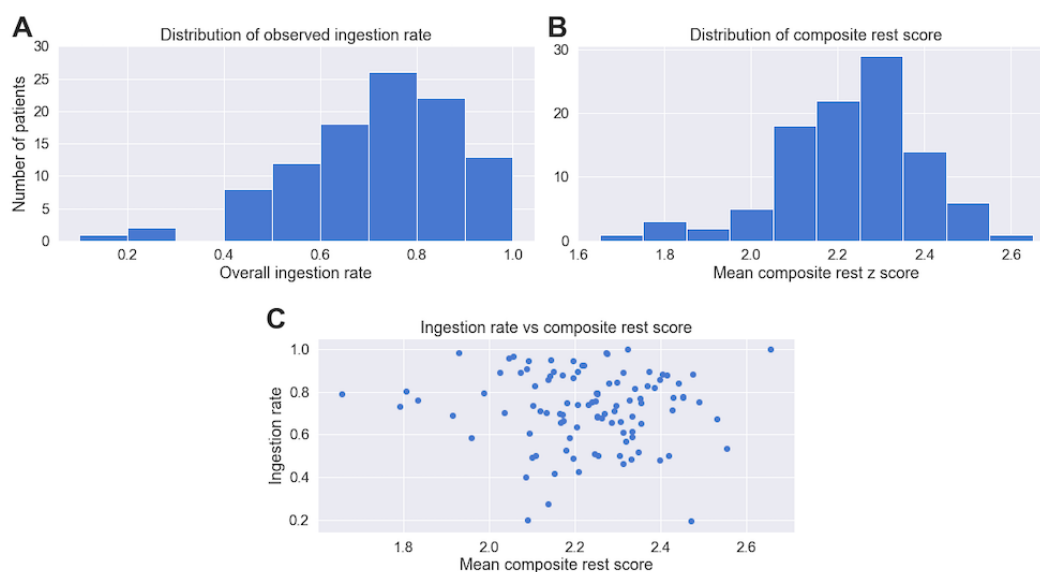 A
Distribution of observed ingestion rate
Number of patients
30
25
20
15
10
5
0
0.2 0.4 0.6 0.8 1.0
Overall ingestion rate
B
Distribution of composite rest score
30
20
10
0
1.6 1.8 2.0 2.2 2.4 2.6
Mean composite rest z score
C
Ingestion rate vs composite rest score
Ingestion rate
1.0
0.8
0.6
0.4
0.2
1.8 2.0 2.2 2.4 2.6
Mean composite rest score